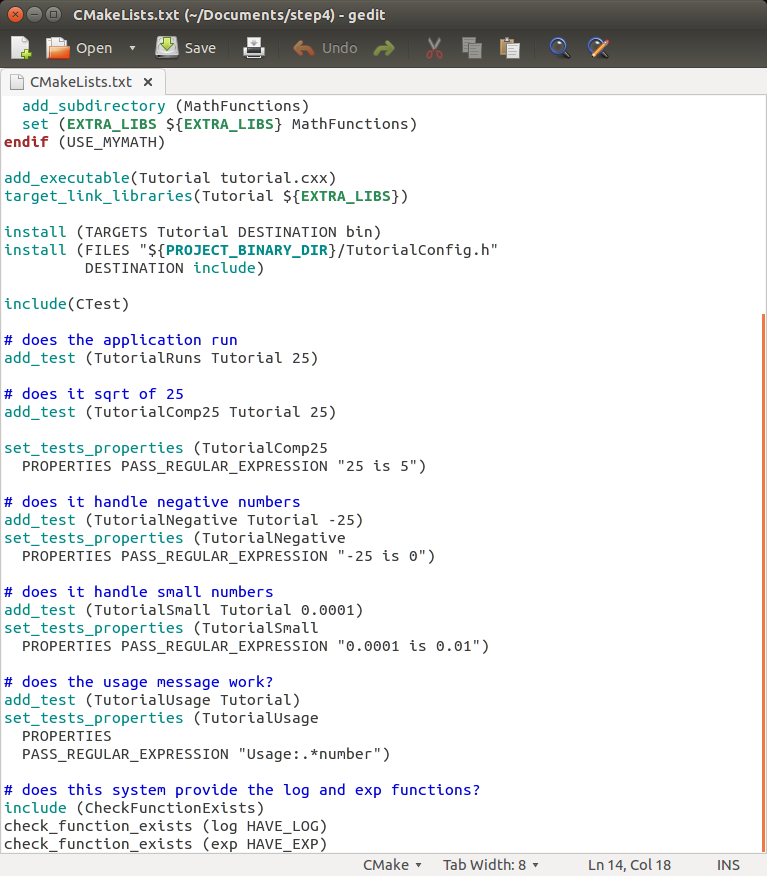 CMakeLists.txt (~/Documents/step4) - gedit
Open Save Undo
CMakeLists.txt ×
  add_subdirectory (MathFunctions)
  set (EXTRA_LIBS ${EXTRA_LIBS} MathFunctions)
endif (USE_MYMATH)

add_executable(Tutorial tutorial.cxx)
target_link_libraries(Tutorial ${EXTRA_LIBS})

install (TARGETS Tutorial DESTINATION bin)
install (FILES "${PROJECT_BINARY_DIR}/TutorialConfig.h"
         DESTINATION include)

include(CTest)

# does the application run
add_test (TutorialRuns Tutorial 25)

# does it sqrt of 25
add_test (TutorialComp25 Tutorial 25)

set_tests_properties (TutorialComp25
  PROPERTIES PASS_REGULAR_EXPRESSION "25 is 5")

# does it handle negative numbers
add_test (TutorialNegative Tutorial -25)
set_tests_properties (TutorialNegative
  PROPERTIES PASS_REGULAR_EXPRESSION "-25 is 0")

# does it handle small numbers
add_test (TutorialSmall Tutorial 0.0001)
set_tests_properties (TutorialSmall
  PROPERTIES PASS_REGULAR_EXPRESSION "0.0001 is 0.01")

# does the usage message work?
add_test (TutorialUsage Tutorial)
set_tests_properties (TutorialUsage
  PROPERTIES
  PASS_REGULAR_EXPRESSION "Usage:.*number")

# does this system provide the log and exp functions?
include (CheckFunctionExists)
check_function_exists (log HAVE_LOG)
check_function_exists (exp HAVE_EXP)
CMake Tab Width: 8 Ln 14, Col 18 INS